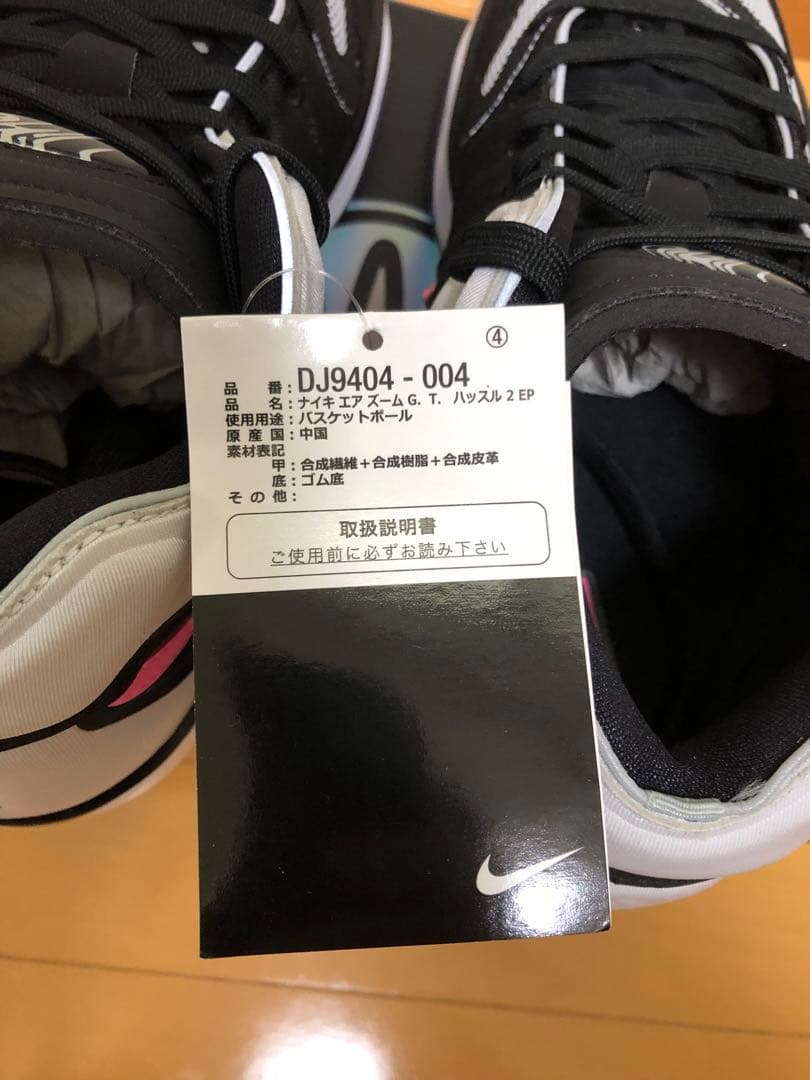 ④
品 番：DJ9404 - 004
品 名：ナイキ エア ズーム G. T. ハッスル 2 EP
使用用途：バスケットボール
原 産 国：中国
素材表記
甲：合成繊維＋合成樹脂＋合成皮革
底：ゴム底
そ の 他：
取扱説明書
ご使用前に必ずお読み下さい